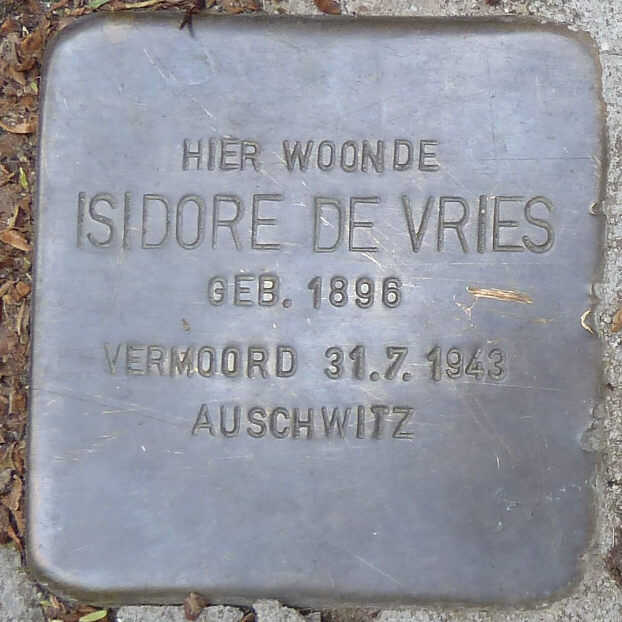 HIER WOONDE
ISIDORE DE VRIES
GEB. 1896
VERMOORD 31.7.1943
AUSCHWITZ